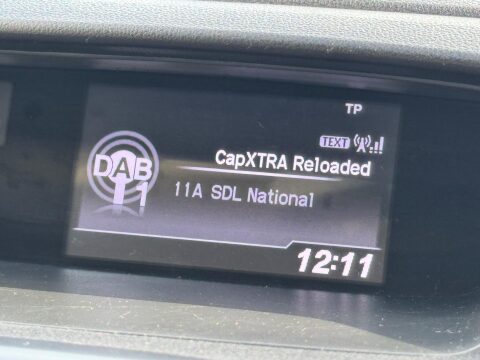 TP
TEXT
CapXTRA Reloaded
DAB
1
11A SDL National
12:11